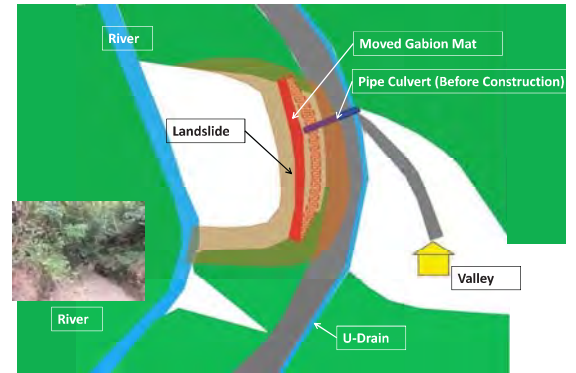 River
Moved Gabion Mat
Pipe Culvert (Before Construction)
Landslide
Valley
River
U-Drain